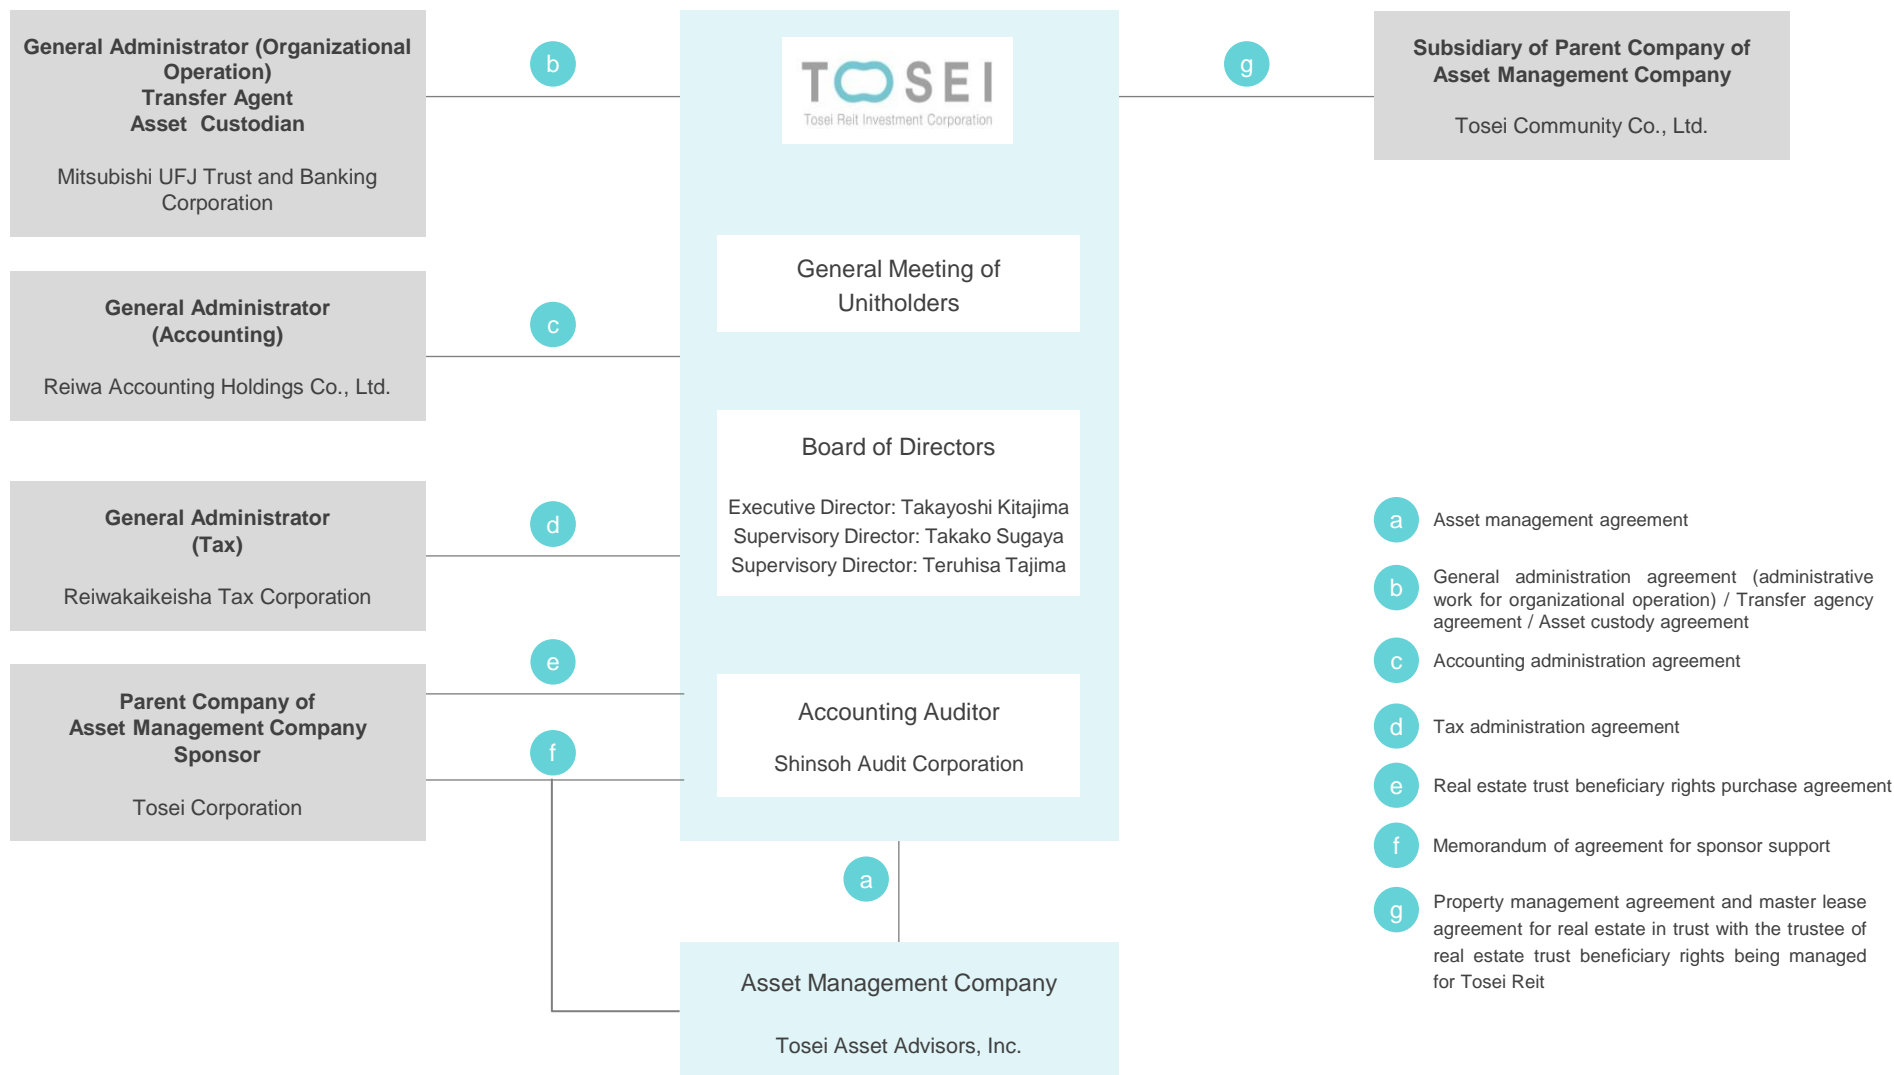 General Administrator (Organizational
Operation)
Transfer Agent
Asset Custodian
Mitsubishi UFJ Trust and Banking
Corporation
b
TOSEI
Tosei Reit Investment Corporation
g
Subsidiary of Parent Company of
Asset Management Company
Tosei Community Co., Ltd.
General Meeting of
Unitholders
General Administrator
(Accounting)
Reiwa Accounting Holdings Co., Ltd.
c
Board of Directors
Executive Director: Takayoshi Kitajima
Supervisory Director: Takako Sugaya
Supervisory Director: Teruhisa Tajima
General Administrator
(Tax)
Reiwakaikeisha Tax Corporation
d
e
Parent Company of
Asset Management Company
Sponsor
Tosei Corporation
f
Accounting Auditor
Shinsoh Audit Corporation
a
Asset Management Company
Tosei Asset Advisors, Inc.
a Asset management agreement
b General administration agreement (administrative
work for organizational operation) / Transfer agency
agreement / Asset custody agreement
c Accounting administration agreement
d Tax administration agreement
e Real estate trust beneficiary rights purchase agreement
f Memorandum of agreement for sponsor support
g Property management agreement and master lease
agreement for real estate in trust with the trustee of
real estate trust beneficiary rights being managed
for Tosei Reit